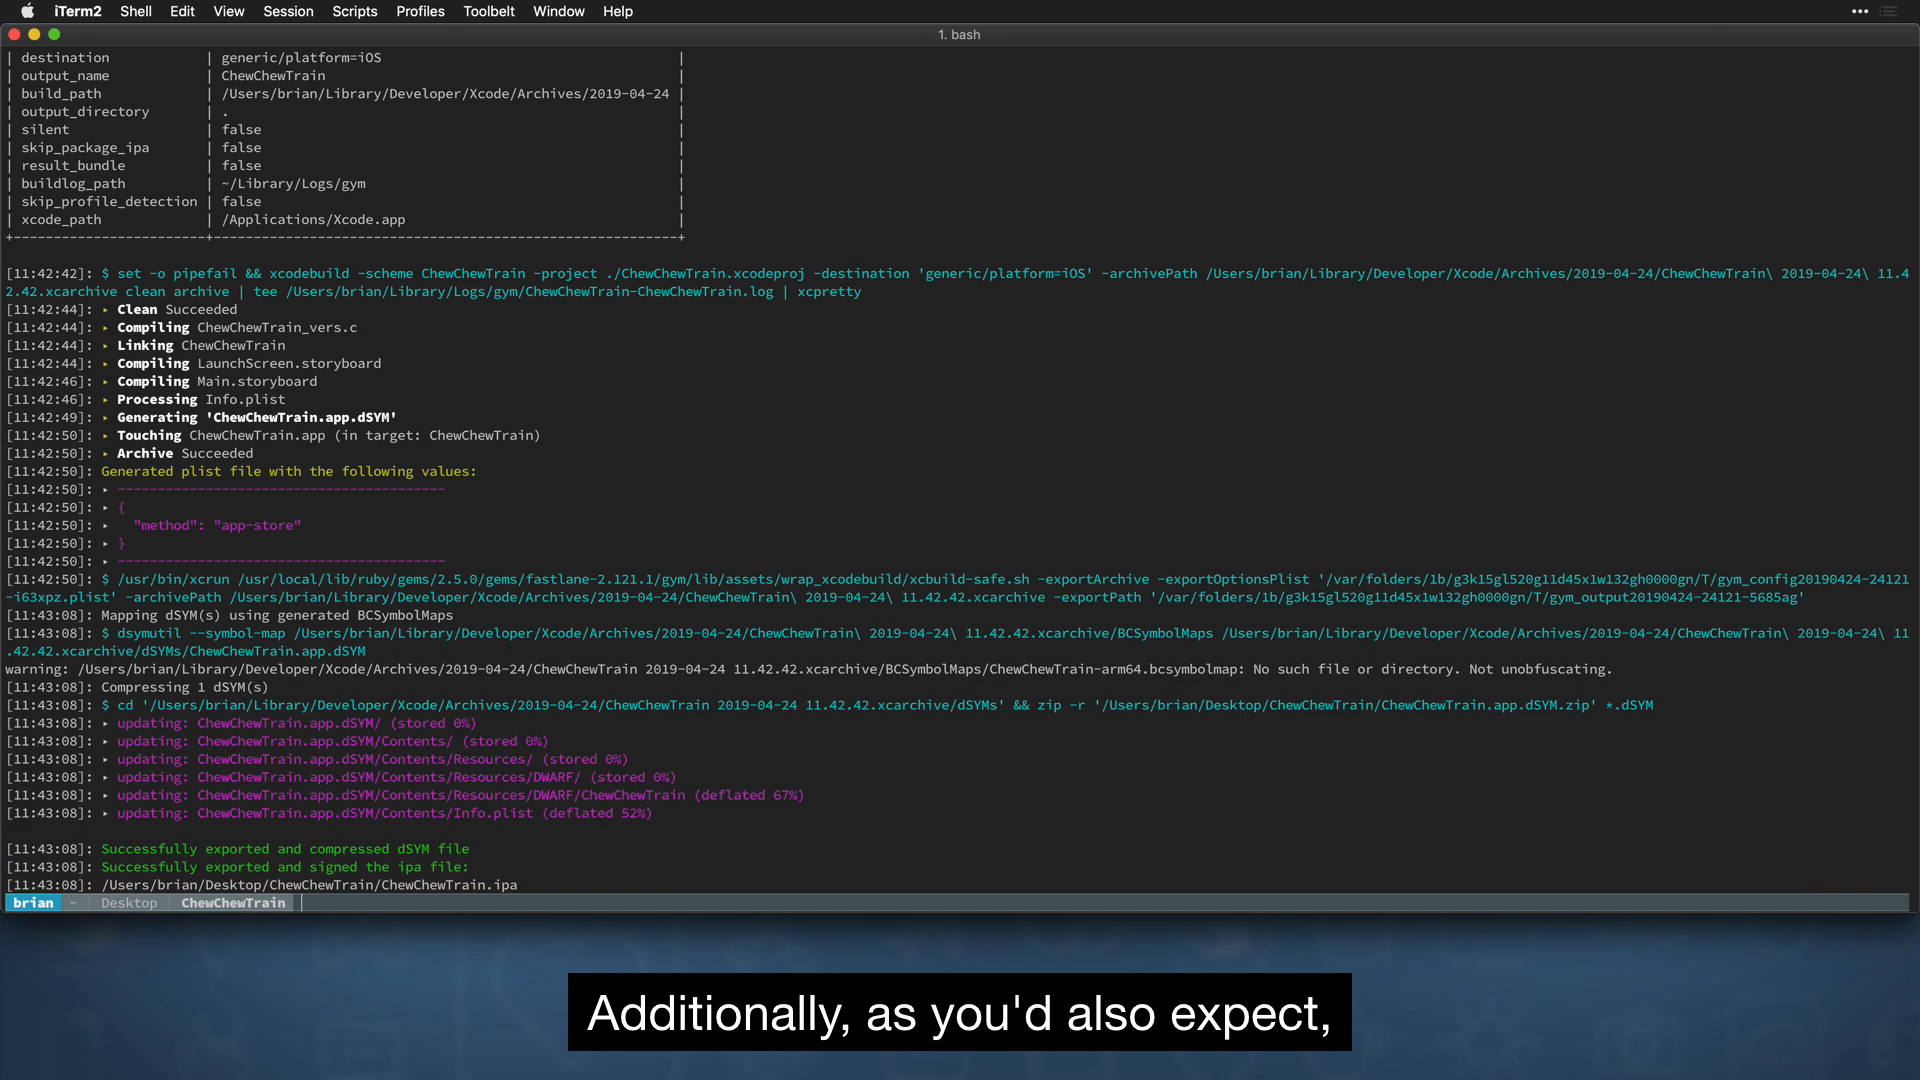 iTerm2 Shell Edit View Session Scripts Profiles Toolbelt Window Help
1. bash
| destination | generic/platform=iOS |
| output_name | ChewChewTrain |
| build_path | /Users/brian/Library/Developer/Xcode/Archives/2019-04-24 |
| output_directory | . |
| silent | false |
| skip_package_ipa | false |
| result_bundle | false |
| buildlog_path | ~/Library/Logs/gym |
| skip_profile_detection | false |
| xcode_path | /Applications/Xcode.app |
+------------------------+----------------------------------------------------------+
[11:42:42]: $ set -o pipefail && xcodebuild -scheme ChewChewTrain -project ./ChewChewTrain.xcodeproj -destination 'generic/platform=iOS' -archivePath /Users/brian/Library/Developer/Xcode/Archives/2019-04-24/ChewChewTrain\ 2019-04-24\ 11.4
2.42.xcarchive clean archive | tee /Users/brian/Library/Logs/gym/ChewChewTrain-ChewChewTrain.log | xcpretty
[11:42:44]: ▸ Clean Succeeded
[11:42:44]: ▸ Compiling ChewChewTrain_vers.c
[11:42:44]: ▸ Linking ChewChewTrain
[11:42:44]: ▸ Compiling LaunchScreen.storyboard
[11:42:46]: ▸ Compiling Main.storyboard
[11:42:46]: ▸ Processing Info.plist
[11:42:49]: ▸ Generating 'ChewChewTrain.app.dSYM'
[11:42:50]: ▸ Touching ChewChewTrain.app (in target: ChewChewTrain)
[11:42:50]: ▸ Archive Succeeded
[11:42:50]: Generated plist file with the following values:
[11:42:50]: ▸ -----------------------------------------
[11:42:50]: ▸ {
[11:42:50]: ▸ "method": "app-store"
[11:42:50]: ▸ }
[11:42:50]: ▸ -----------------------------------------
[11:42:50]: $ /usr/bin/xcrun /usr/local/lib/ruby/gems/2.5.0/gems/fastlane-2.121.1/gym/lib/assets/wrap_xcodebuild/xcbuild-safe.sh -exportArchive -exportOptionsPlist '/var/folders/1b/g3k15gl520g11d45x1w132gh0000gn/T/gym_config20190424-24121
-i63xpz.plist' -archivePath /Users/brian/Library/Developer/Xcode/Archives/2019-04-24/ChewChewTrain\ 2019-04-24\ 11.42.42.xcarchive -exportPath '/var/folders/1b/g3k15gl520g11d45x1w132gh0000gn/T/gym_output20190424-24121-5685ag'
[11:43:08]: Mapping dSYM(s) using generated BCSymbolMaps
[11:43:08]: $ dsymutil --symbol-map /Users/brian/Library/Developer/Xcode/Archives/2019-04-24/ChewChewTrain\ 2019-04-24\ 11.42.42.xcarchive/BCSymbolMaps /Users/brian/Library/Developer/Xcode/Archives/2019-04-24/ChewChewTrain\ 2019-04-24\ 11
.42.42.xcarchive/dSYMs/ChewChewTrain.app.dSYM
warning: /Users/brian/Library/Developer/Xcode/Archives/2019-04-24/ChewChewTrain 2019-04-24 11.42.42.xcarchive/BCSymbolMaps/ChewChewTrain-arm64.bcsymbolmap: No such file or directory. Not unobfuscating.
[11:43:08]: Compressing 1 dSYM(s)
[11:43:08]: $ cd '/Users/brian/Library/Developer/Xcode/Archives/2019-04-24/ChewChewTrain 2019-04-24 11.42.42.xcarchive/dSYMs' && zip -r '/Users/brian/Desktop/ChewChewTrain/ChewChewTrain.app.dSYM.zip' *.dSYM
[11:43:08]: ▸ updating: ChewChewTrain.app.dSYM/ (stored 0%)
[11:43:08]: ▸ updating: ChewChewTrain.app.dSYM/Contents/ (stored 0%)
[11:43:08]: ▸ updating: ChewChewTrain.app.dSYM/Contents/Resources/ (stored 0%)
[11:43:08]: ▸ updating: ChewChewTrain.app.dSYM/Contents/Resources/DWARF/ (stored 0%)
[11:43:08]: ▸ updating: ChewChewTrain.app.dSYM/Contents/Resources/DWARF/ChewChewTrain (deflated 67%)
[11:43:08]: ▸ updating: ChewChewTrain.app.dSYM/Contents/Info.plist (deflated 52%)
[11:43:08]: Successfully exported and compressed dSYM file
[11:43:08]: Successfully exported and signed the ipa file:
[11:43:08]: /Users/brian/Desktop/ChewChewTrain/ChewChewTrain.ipa
brian ~ Desktop ChewChewTrain
Additionally, as you'd also expect,